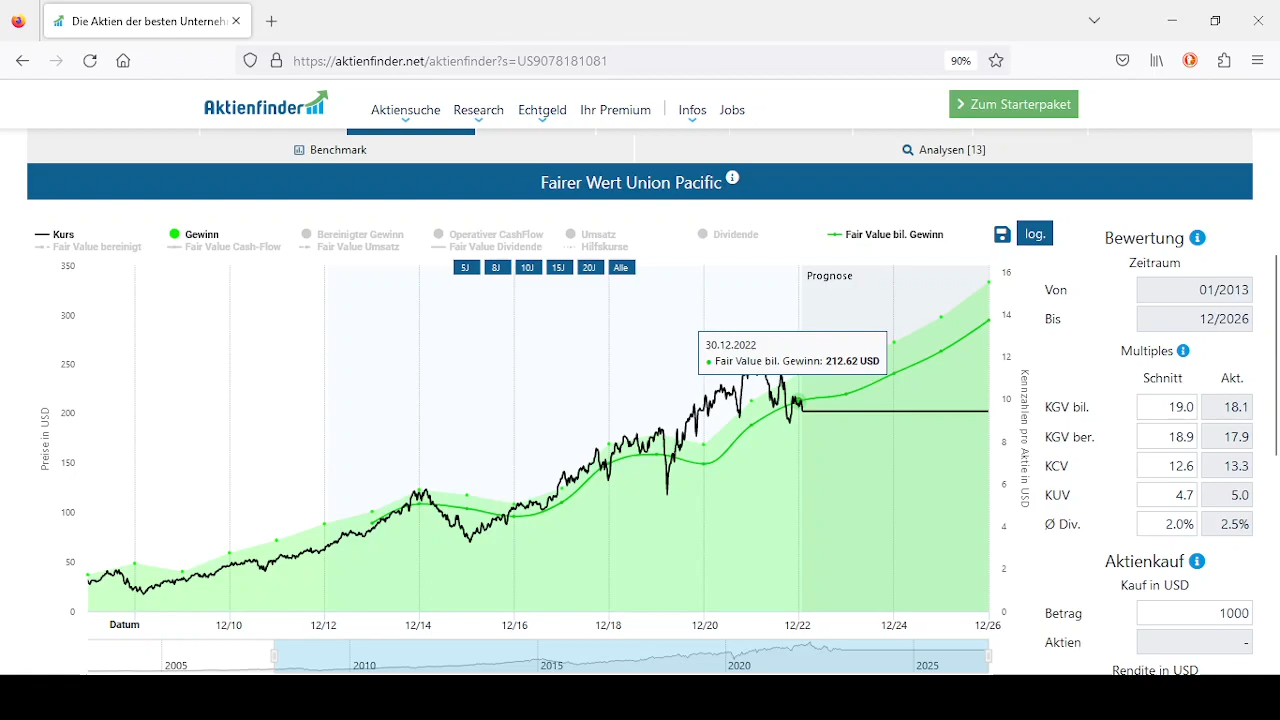 Die Aktien der besten Unterneh
https://aktienfinder.net/aktienfinder?s=US9078181081
90%
Aktienfinder
Aktiensuche
Research
Echtgeld
Ihr Premium
Infos
Jobs
Zum Starterpaket
Benchmark
Analysen [13]
Fairer Wert Union Pacific
Kurs
Gewinn
Bereinigter Gewinn
Operativer CashFlow
Umsatz
Dividende
Fair Value bil. Gewinn
Fair Value bereinigt
Fair Value Cash-Flow
Fair Value Umsatz
Fair Value Dividende
Hilfskurse
log.
5J
8J
10J
15J
20J
Alle
Prognose
30.12.2022
Fair Value bil. Gewinn: 212.62 USD
350
300
250
200
150
100
50
0
Preise in USD
16
14
12
10
8
6
4
2
0
Kennzahlen pro Aktie in USD
Datum
12/10
12/12
12/14
12/16
12/18
12/20
12/22
12/24
12/26
2005
2010
2015
2020
2025
Bewertung
Zeitraum
Von 01/2013
Bis 12/2026
Multiples
Schnitt Akt.
KGV bil. 19.0 18.1
KGV ber. 18.9 17.9
KCV 12.6 13.3
KUV 4.7 5.0
Ø Div. 2.0% 2.5%
Aktienkauf
Kauf in USD
Betrag 1000
Aktien -
Rendite in USD